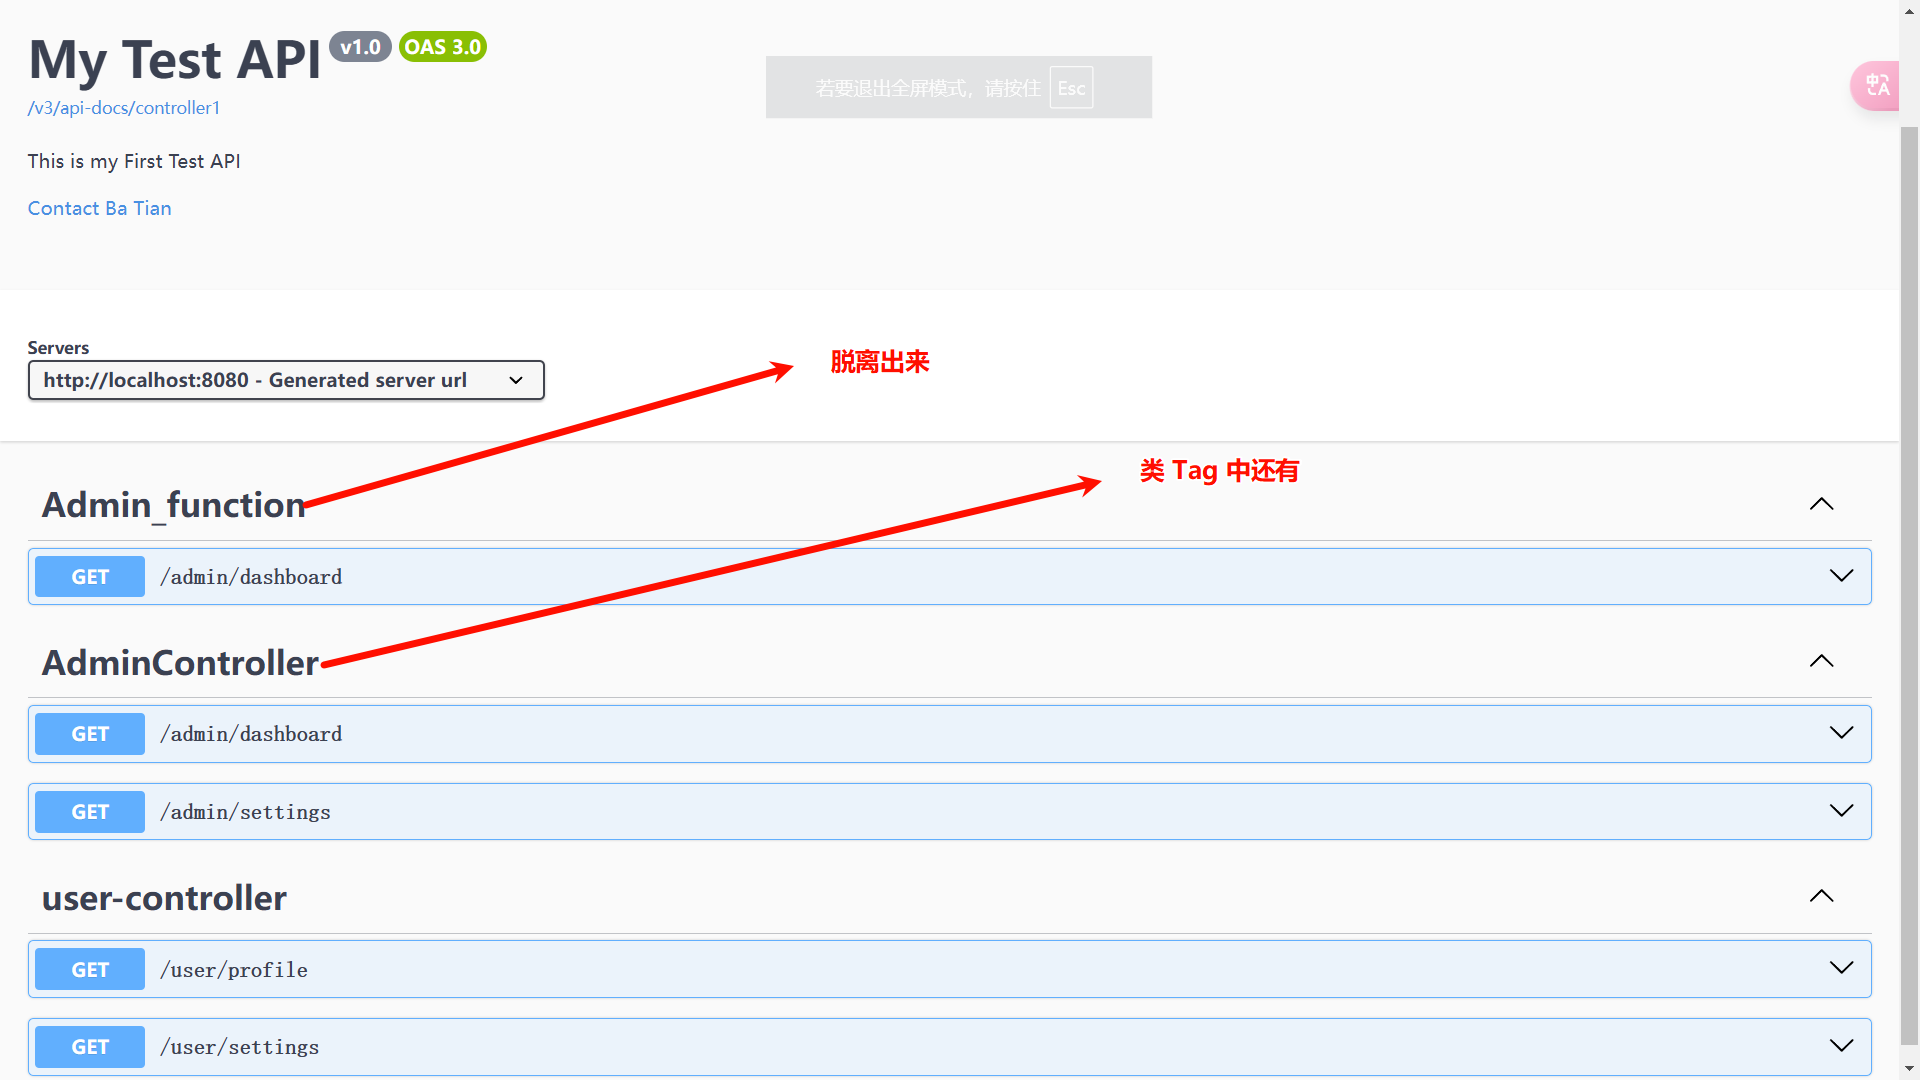 My Test API v1.0 OAS 3.0
/v3/api-docs/controller1
若要退出全屏模式，请按住 Esc
This is my First Test API
Contact Ba Tian
Servers
http://localhost:8080 - Generated server url
脱离出来
类 Tag 中还有
Admin_function
GET /admin/dashboard
AdminController
GET /admin/dashboard
GET /admin/settings
user-controller
GET /user/profile
GET /user/settings